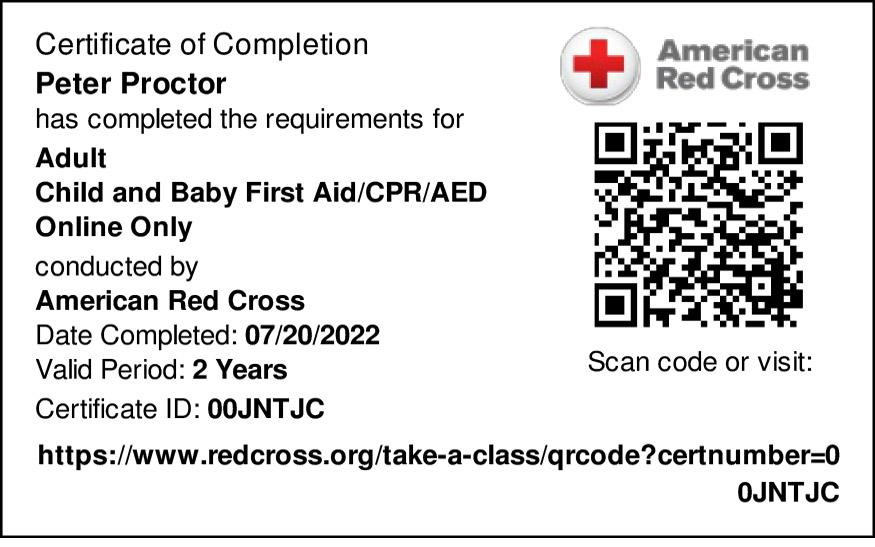 Certificate of Completion
Peter Proctor
has completed the requirements for
Adult
Child and Baby First Aid/CPR/AED
Online Only
conducted by
American Red Cross
Date Completed: 07/20/2022
Valid Period: 2 Years
Certificate ID: 00JNTJC
American
Red Cross
Scan code or visit:
https://www.redcross.org/take-a-class/qrcode?certnumber=0
0JNTJC